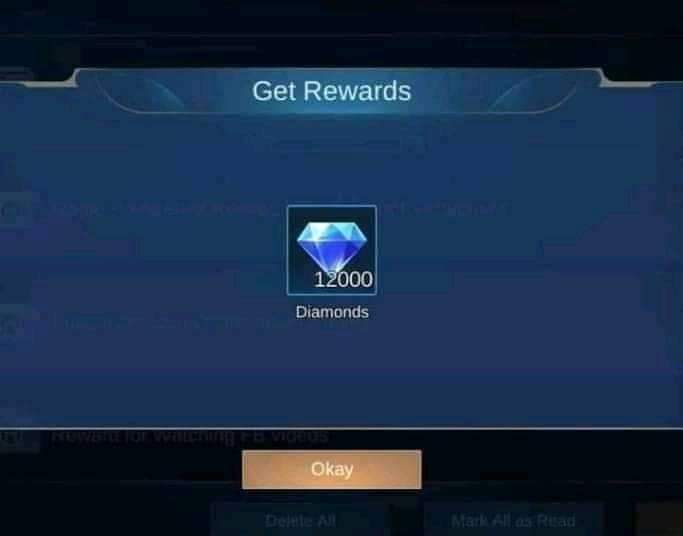 Get Rewards
12000
Diamonds
Reward for Watching FB Videos
Okay
Delete All
Mark All as Read